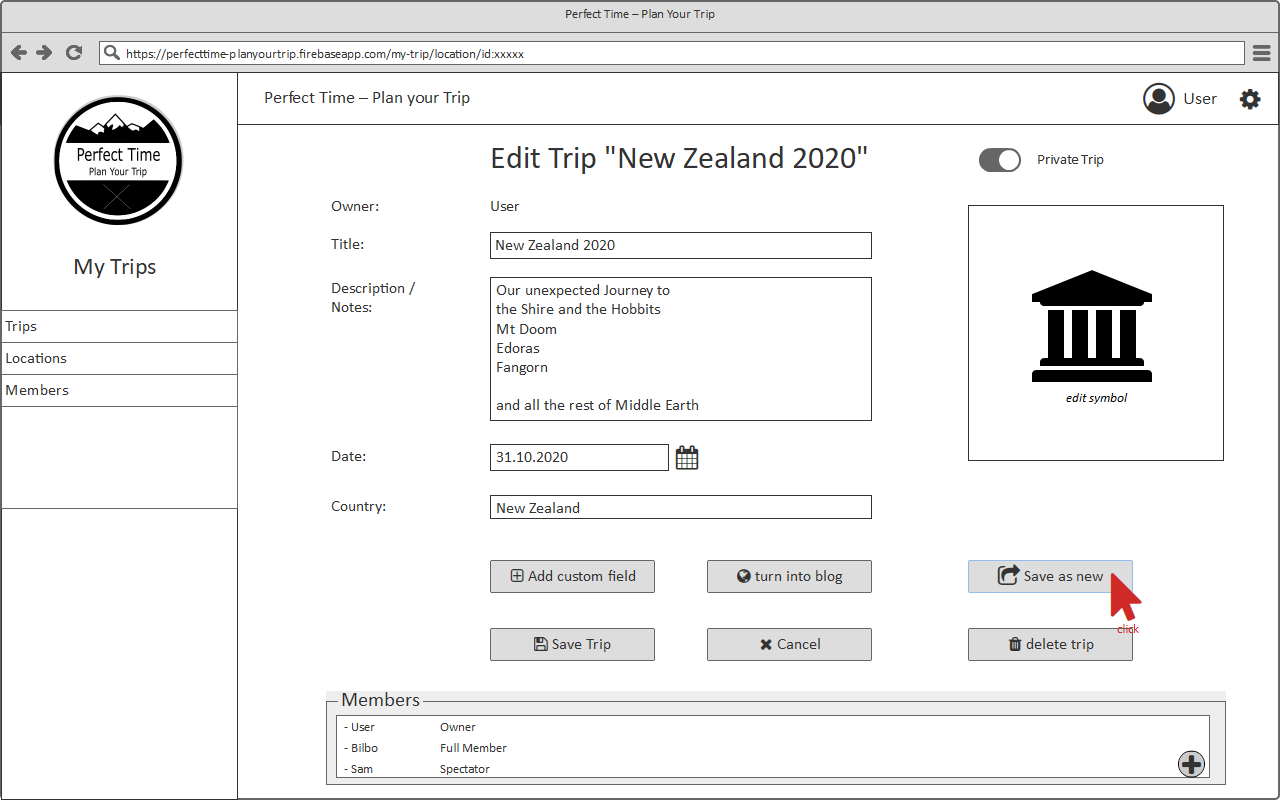 Perfect Time – Plan Your Trip
https://perfecttime-planyourtrip.firebaseapp.com/my-trip/location/id:xxxxx
Perfect Time
Plan Your Trip
My Trips
Trips
Locations
Members
Perfect Time – Plan your Trip
User
Edit Trip "New Zealand 2020"
Private Trip
Owner:
User
Title:
New Zealand 2020
Description /
Notes:
Our unexpected Journey to
the Shire and the Hobbits
Mt Doom
Edoras
Fangorn
and all the rest of Middle Earth
edit symbol
Date:
31.10.2020
Country:
New Zealand
Add custom field
turn into blog
Save as new
click
Save Trip
Cancel
delete trip
Members
- User Owner
- Bilbo Full Member
- Sam Spectator